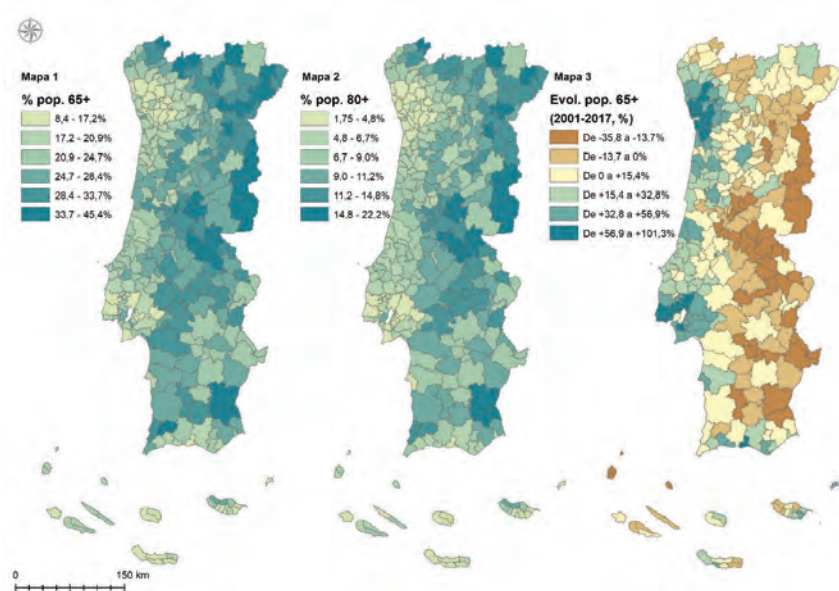 Mapa 1
% pop. 65+
8,4 - 17,2%
17.2 - 20,9%
20,9 - 24,7%
24,7 - 28,4%
28,4 - 33,7%
33,7 - 45,4%
Mapa 2
% pop. 80+
1,75 - 4,8%
4,8 - 6,7%
6,7 - 9.0%
9.0 - 11,2%
11,2 - 14,8%
14,8 - 22,2%
Mapa 3
Evol. pop. 65+
(2001-2017, %)
De -35,8 a -13,7%
De -13,7 a 0%
De 0 a +15,4%
De +15,4 a +32,8%
De +32,8 a +56,9%
De +56,9 a +101,3%
0 150 km